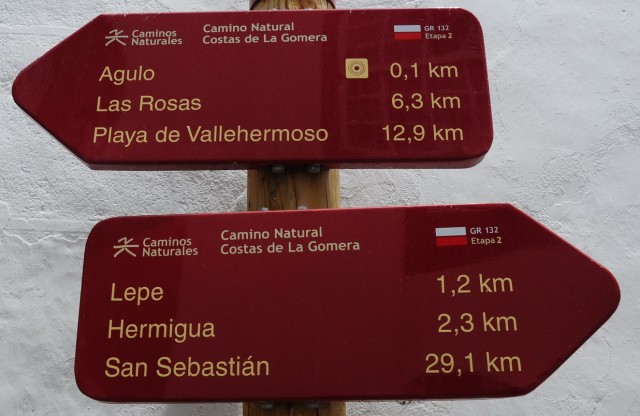 Caminos Naturales
Camino Natural
Costas de La Gomera
GR 132
Etapa 2
Agulo 0,1 km
Las Rosas 6,3 km
Playa de Vallehermoso 12,9 km
Caminos Naturales
Camino Natural
Costas de La Gomera
GR 132
Etapa 2
Lepe 1,2 km
Hermigua 2,3 km
San Sebastián 29,1 km